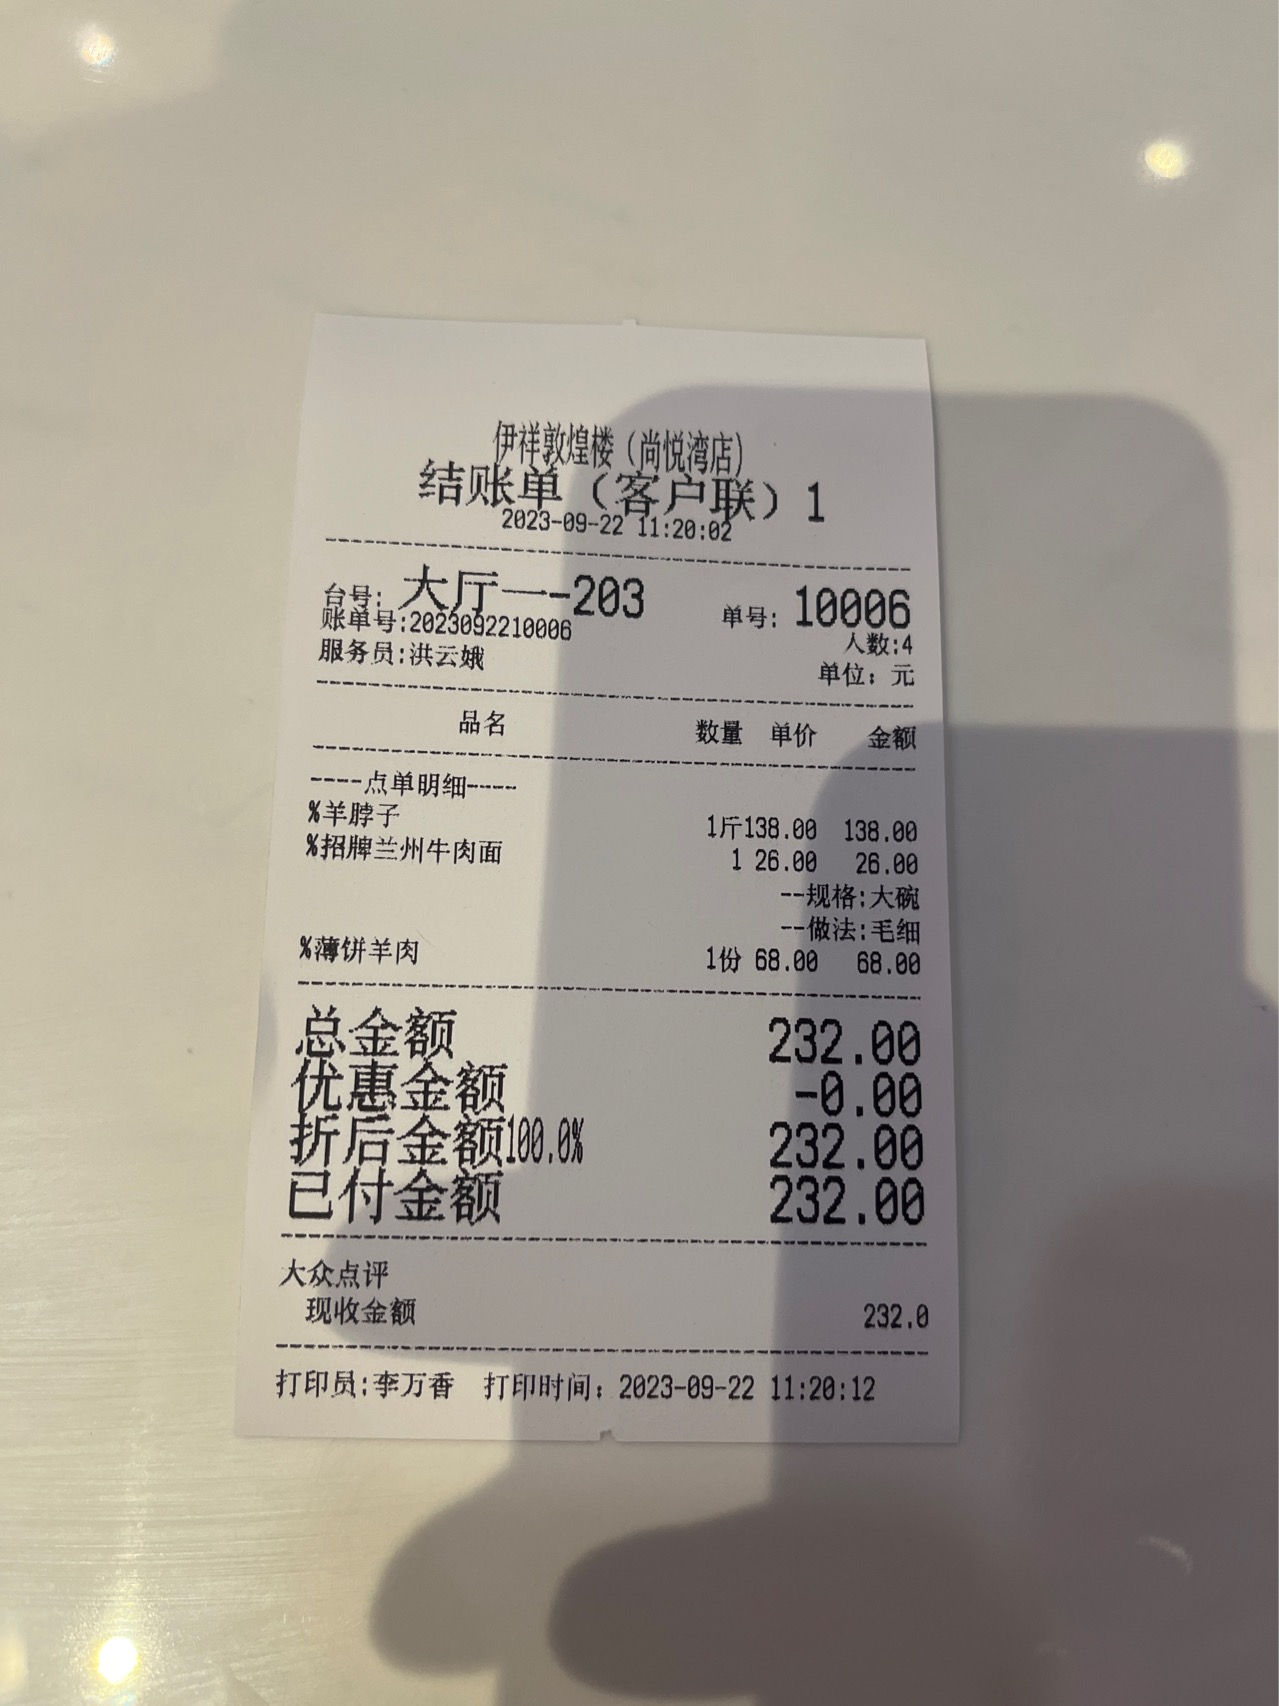 伊祥敦煌楼（尚悦湾店）
结账单（客户联）1
2023-09-22 11:20:02
台号: 大厅一-203 单号: 10006
账单号:2023092210006 人数:4
服务员:洪云娥 单位: 元
品名 数量 单价 金额
----点单明细----
%羊脖子 1斤138.00 138.00
%招牌兰州牛肉面 1 26.00 26.00
--规格:大碗
--做法:毛细
%薄饼羊肉 1份 68.00 68.00
总金额 232.00
优惠金额 -0.00
折后金额100.0% 232.00
已付金额 232.00
大众点评
现收金额 232.0
打印员:李万香 打印时间: 2023-09-22 11:20:12